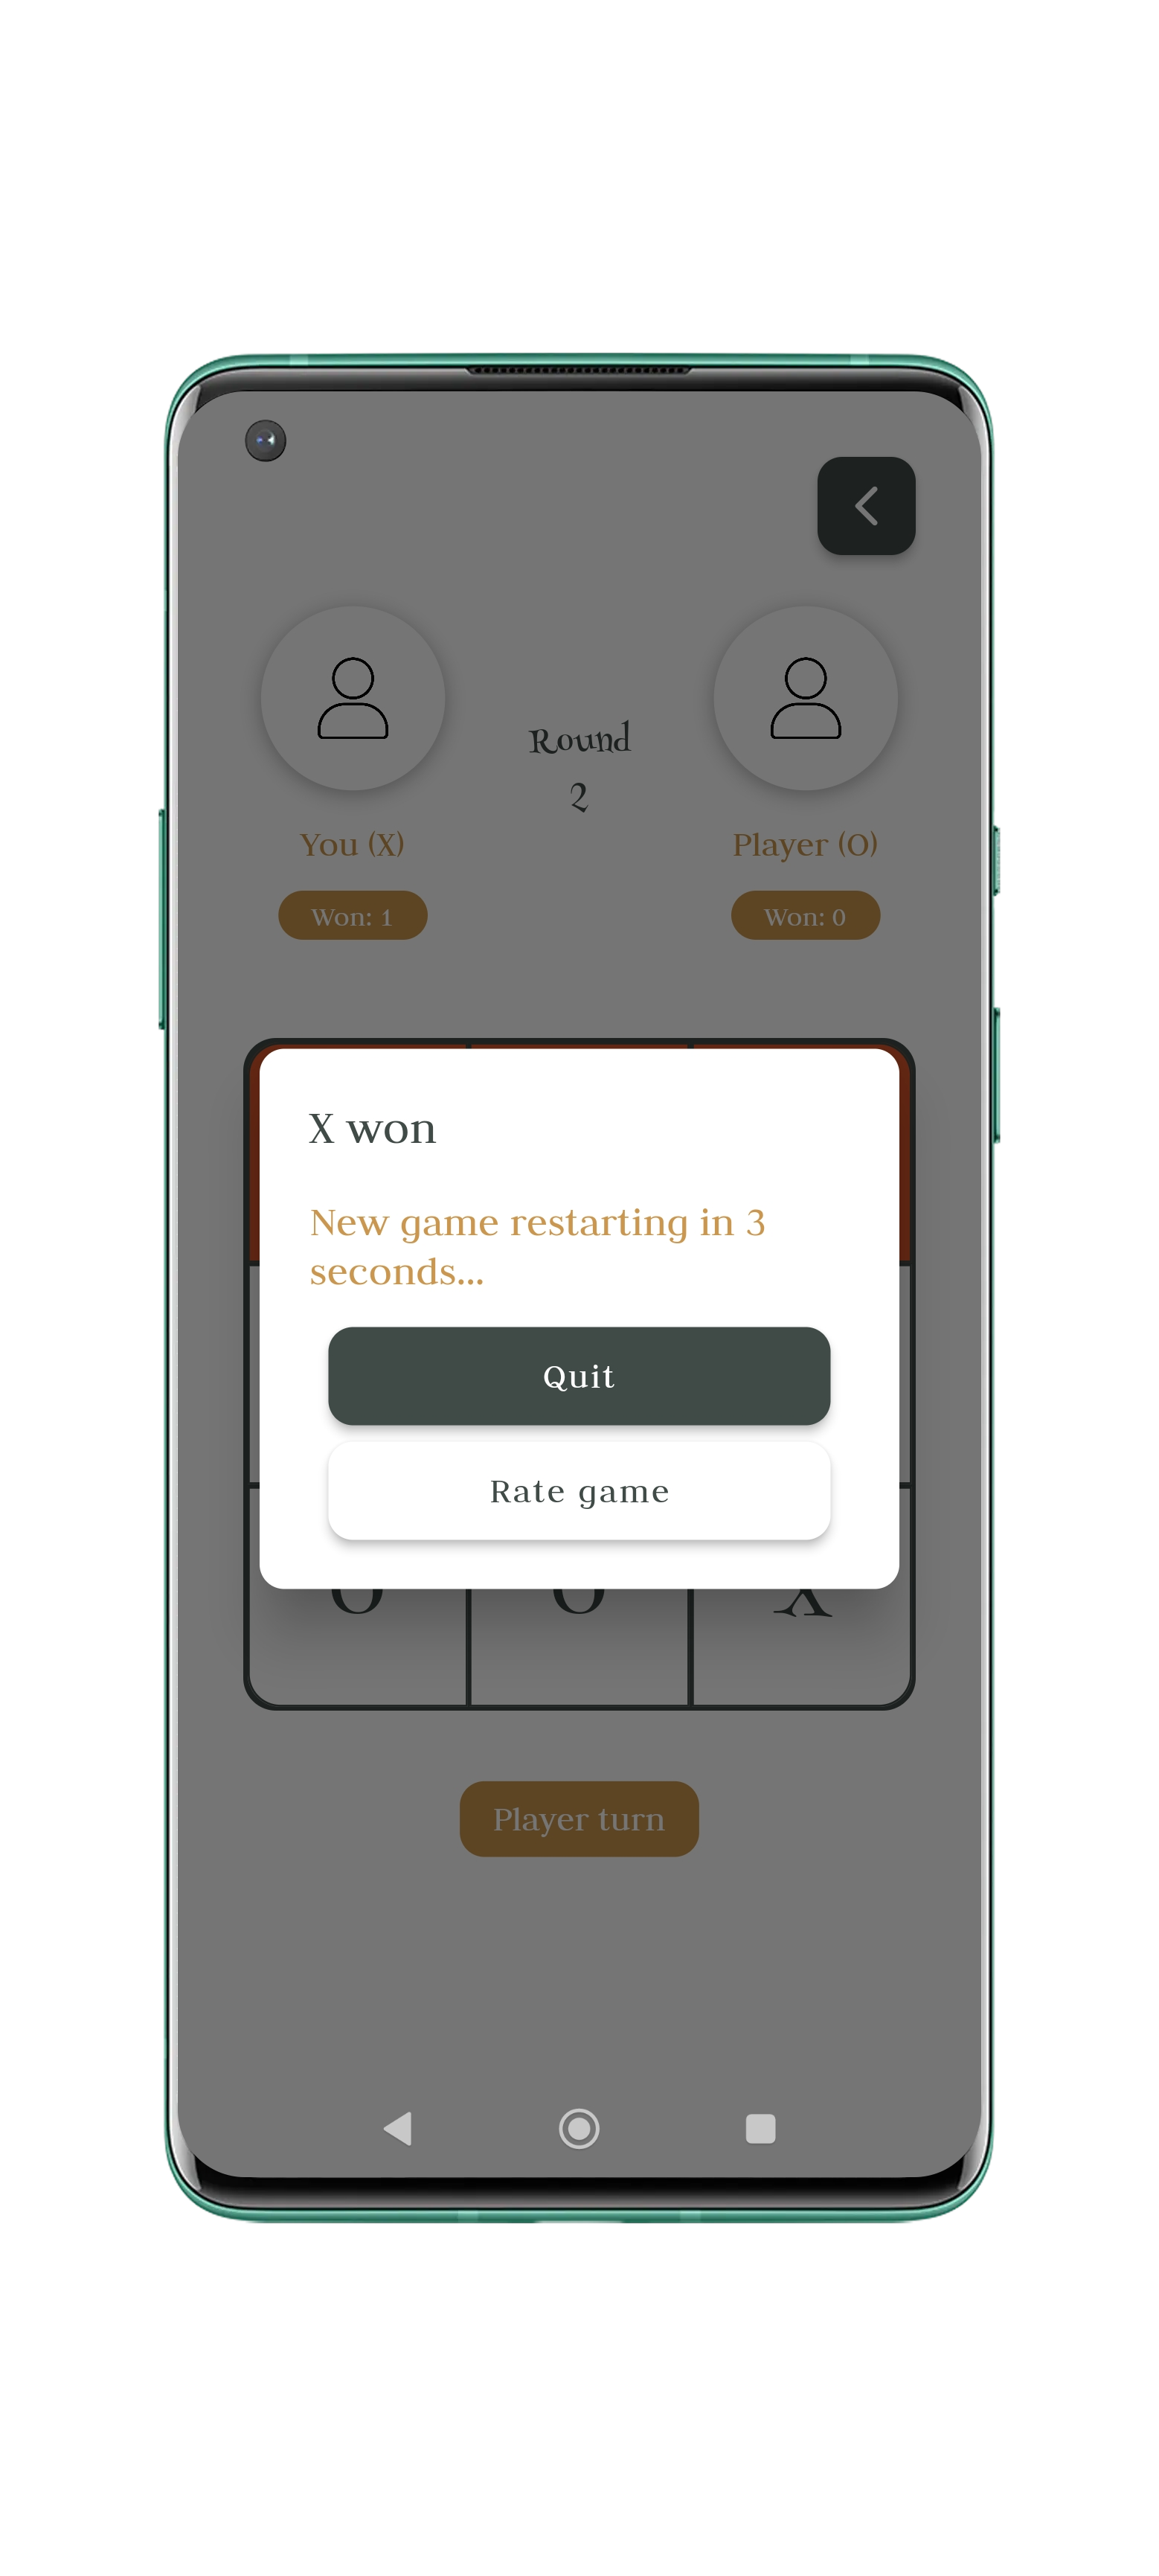 Round
2
You (X)
Player (O)
Won: 1
Won: 0
X won
New game restarting in 3
seconds...
Quit
Rate game
O
O
X
Player turn